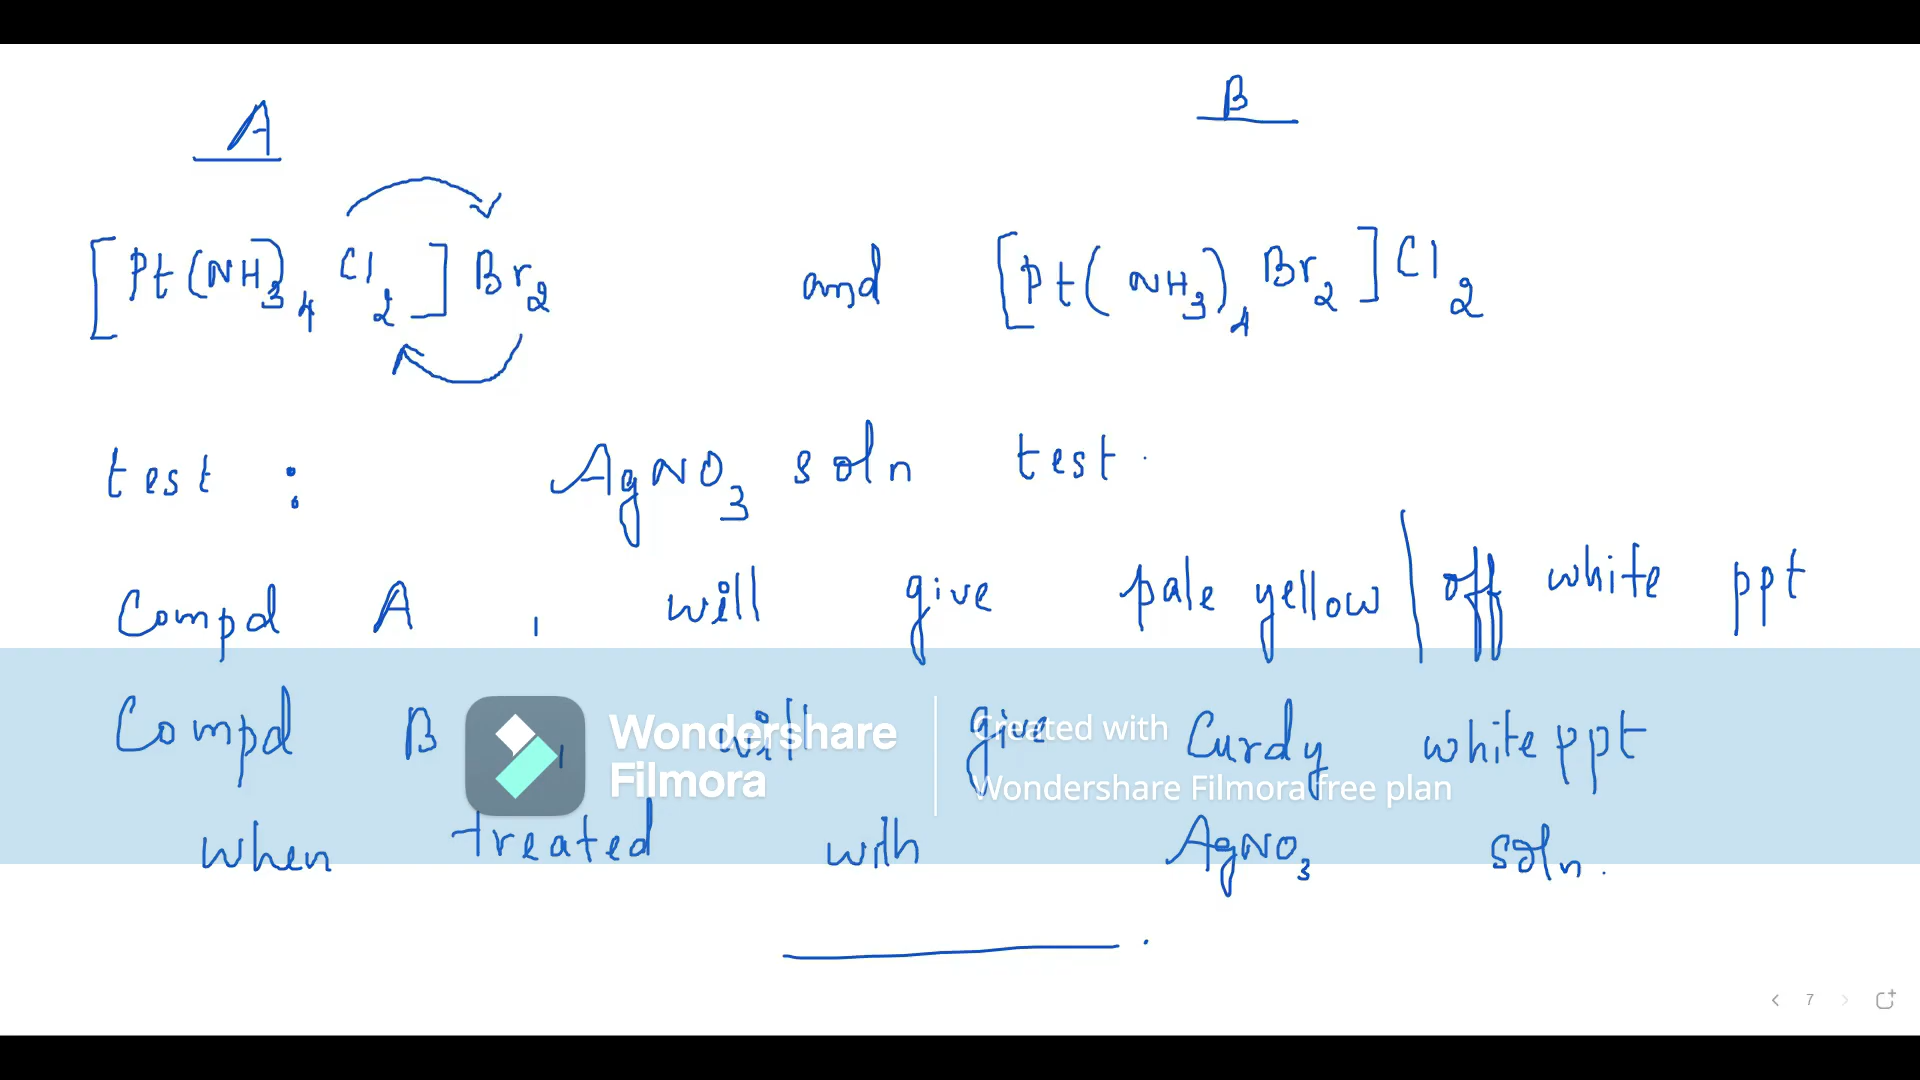 A
B
[Pt(NH3)4 Cl2]Br2 and [Pt(NH3)4 Br2]Cl2
test : AgNO3 soln test.
Compd A, will give pale yellow | off white ppt
Compd B, will give Curdy white ppt
when treated with AgNO3 soln.
Wondershare
Filmora
Created with
Wondershare Filmora free plan
7